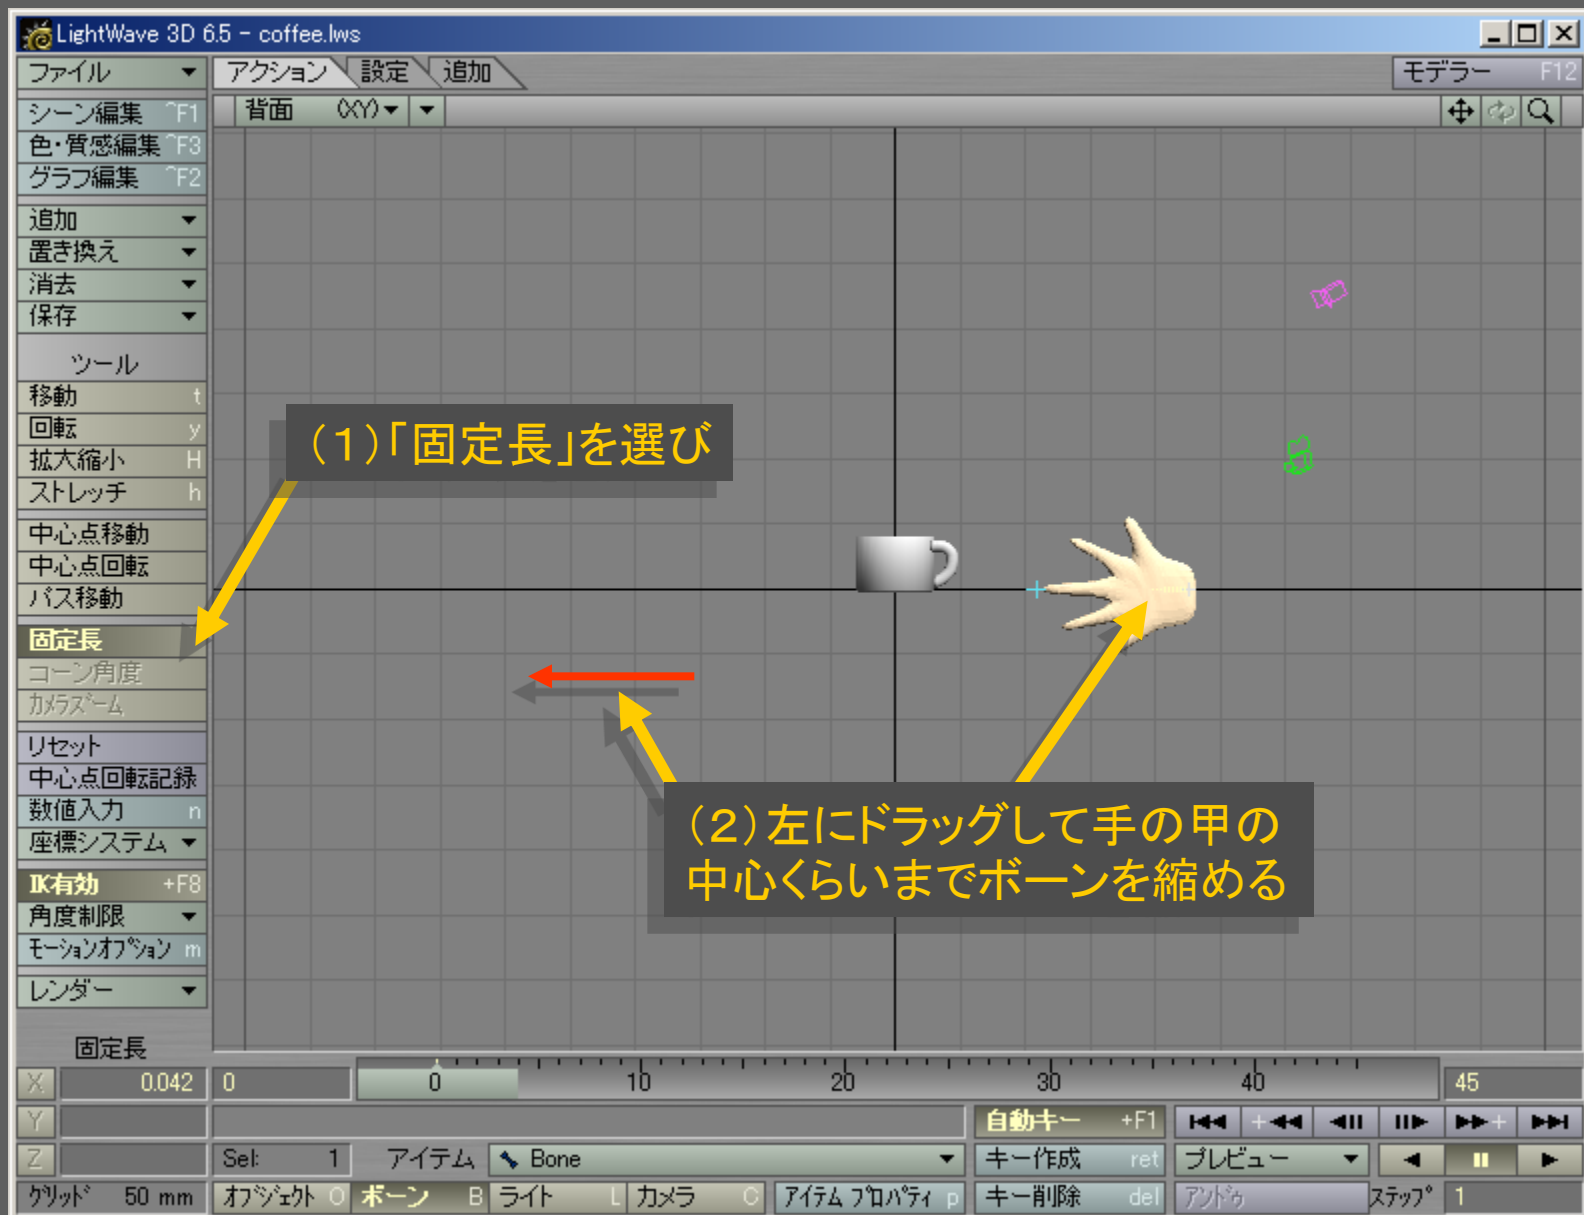 LightWave 3D 6.5 - coffee.lws
ファイル
アクション 設定 追加
モデラー F12
背面 (XY)
シーン編集 ^F1
色・質感編集 ^F3
グラフ編集 ^F2
追加
置き換え
消去
保存
ツール
移動 t
回転 y
拡大縮小 H
ストレッチ h
中心点移動
中心点回転
パス移動
固定長
コーン角度
カメラズーム
リセット
中心点回転記録
数値入力 n
座標システム
IK有効 +F8
角度制限
モーションオプション m
レンダー
(1)「固定長」を選び
(2)左にドラッグして手の甲の
中心くらいまでボーンを縮める
固定長
X 0.042 0 0 10 20 30 40 45
Y 自動キー +F1
Z Sel: 1 アイテム Bone キー作成 ret プレビュー
グリッド 50 mm オブジェクト O ボーン B ライト L カメラ C アイテム プロパティ p キー削除 del アンドゥ ステップ 1